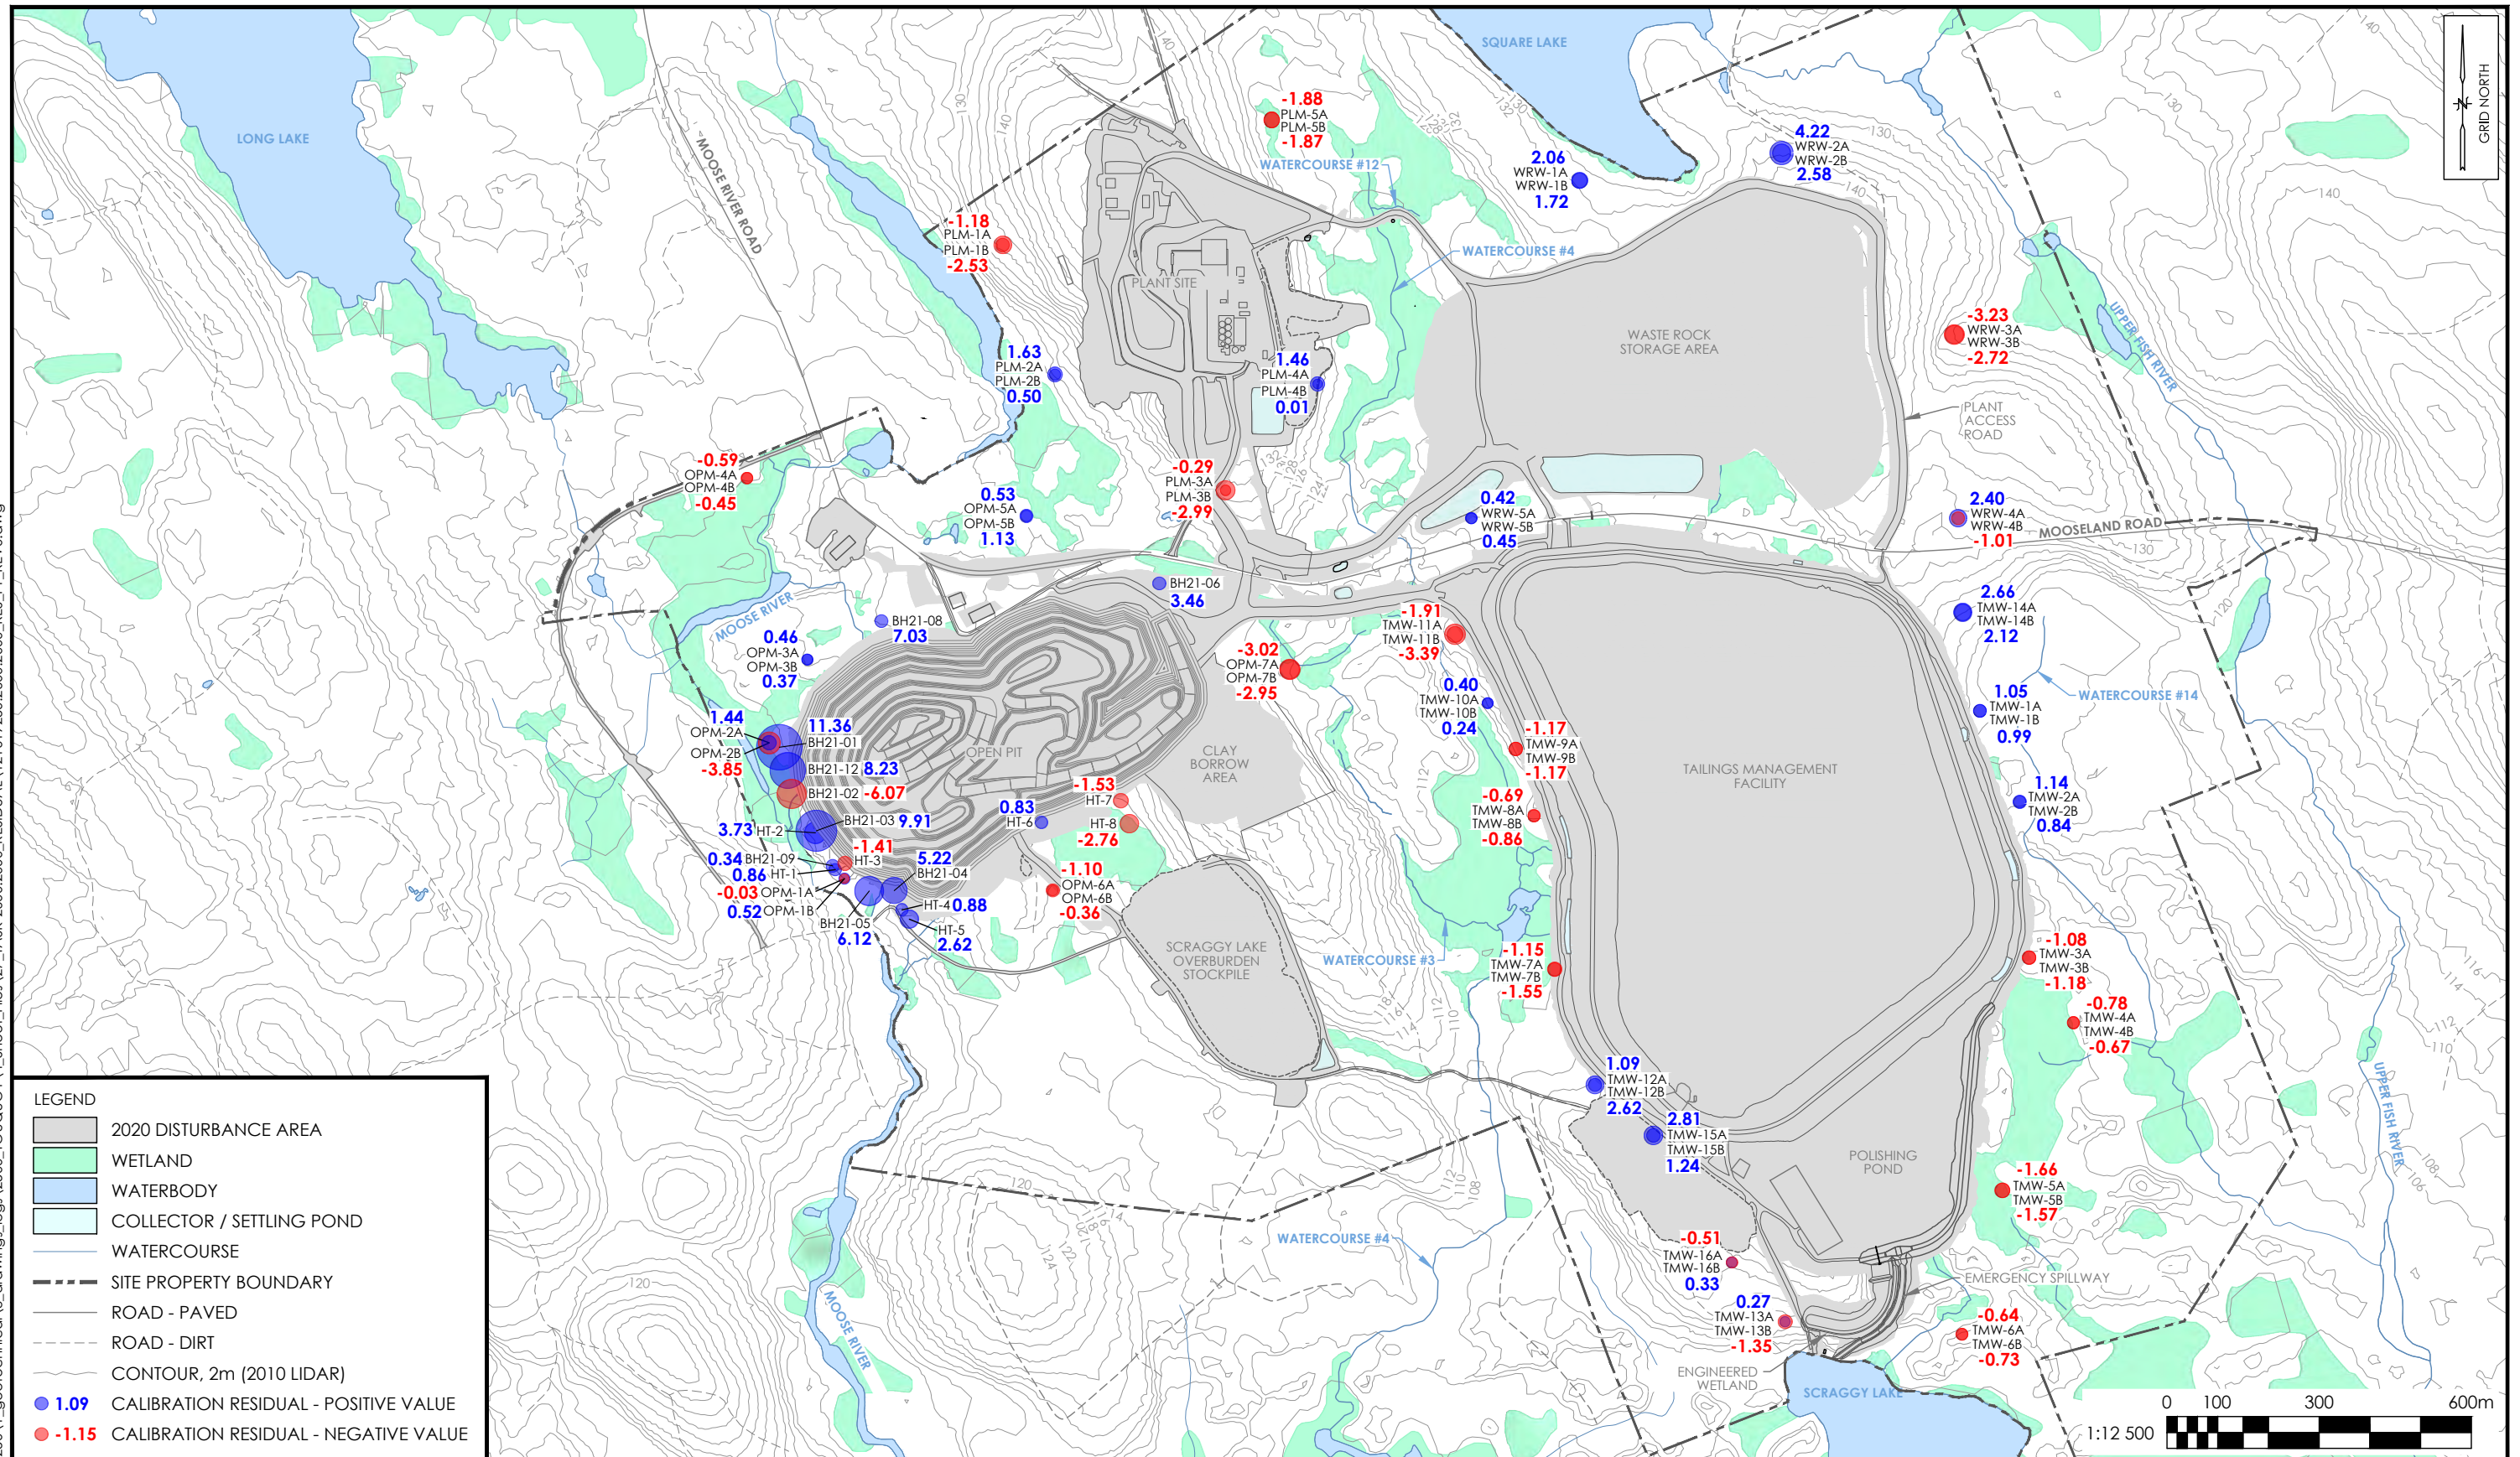 SQUARE LAKE
GRID NORTH
N
LONG LAKE
MOOSE RIVER ROAD
-1.88
PLM-5A
PLM-5B
-1.87
WATERCOURSE #12
2.06
WRW-1A
WRW-1B
1.72
4.22
WRW-2A
WRW-2B
2.58
-1.18
PLM-1A
PLM-1B
-2.53
WATERCOURSE #4
PLANT SITE
WASTE ROCK
STORAGE AREA
-3.23
WRW-3A
WRW-3B
-2.72
UPPER FISH RIVER
1.63
PLM-2A
PLM-2B
0.50
1.46
PLM-4A
PLM-4B
0.01
PLANT
ACCESS
ROAD
-0.59
OPM-4A
OPM-4B
-0.45
0.53
OPM-5A
OPM-5B
1.13
-0.29
PLM-3A
PLM-3B
-2.99
0.42
WRW-5A
WRW-5B
0.45
2.40
WRW-4A
WRW-4B
-1.01
MOOSELAND ROAD
BH21-06
3.46
MOOSE RIVER
BH21-08
7.03
0.46
OPM-3A
OPM-3B
0.37
-3.02
OPM-7A
OPM-7B
-2.95
-1.91
TMW-11A
TMW-11B
-3.39
2.66
TMW-14A
TMW-14B
2.12
0.40
TMW-10A
TMW-10B
0.24
1.05
TMW-1A
TMW-1B
0.99
WATERCOURSE #14
1.44
OPM-2A
OPM-2B
-3.85
11.36
BH21-01
BH21-12 8.23
BH21-02 -6.07
OPEN PIT
CLAY
BORROW
AREA
-1.17
TMW-9A
TMW-9B
-1.17
TAILINGS MANAGEMENT
FACILITY
1.14
TMW-2A
TMW-2B
0.84
3.73 HT-2
BH21-03 9.91
0.83
HT-6
-1.53
HT-7
HT-8
-2.76
-0.69
TMW-8A
TMW-8B
-0.86
-1.41
HT-3
0.34 BH21-09
0.86 HT-1
-0.03 OPM-1A
0.52 OPM-1B
5.22
BH21-04
BH21-05
6.12
HT-4 0.88
HT-5
2.62
-1.10
OPM-6A
OPM-6B
-0.36
SCRAGGY LAKE
OVERBURDEN
STOCKPILE
WATERCOURSE #3
-1.15
TMW-7A
TMW-7B
-1.55
-1.08
TMW-3A
TMW-3B
-1.18
-0.78
TMW-4A
TMW-4B
-0.67
UPPER FISH RIVER
1.09
TMW-12A
TMW-12B
2.62
2.81
TMW-15A
TMW-15B
1.24
POLISHING
POND
-1.66
TMW-5A
TMW-5B
-1.57
WATERCOURSE #4
-0.51
TMW-16A
TMW-16B
0.33
0.27
TMW-13A
TMW-13B
-1.35
EMERGENCY SPILLWAY
-0.64
TMW-6A
TMW-6B
-0.73
ENGINEERED
WETLAND
SCRAGGY LAKE
MOOSE RIVER
LEGEND
2020 DISTURBANCE AREA
WETLAND
WATERBODY
COLLECTOR / SETTLING POND
WATERCOURSE
SITE PROPERTY BOUNDARY
ROAD - PAVED
ROAD - DIRT
CONTOUR, 2m (2010 LIDAR)
1.09 CALIBRATION RESIDUAL - POSITIVE VALUE
-1.15 CALIBRATION RESIDUAL - NEGATIVE VALUE
0 100 300 600m
1:12 500